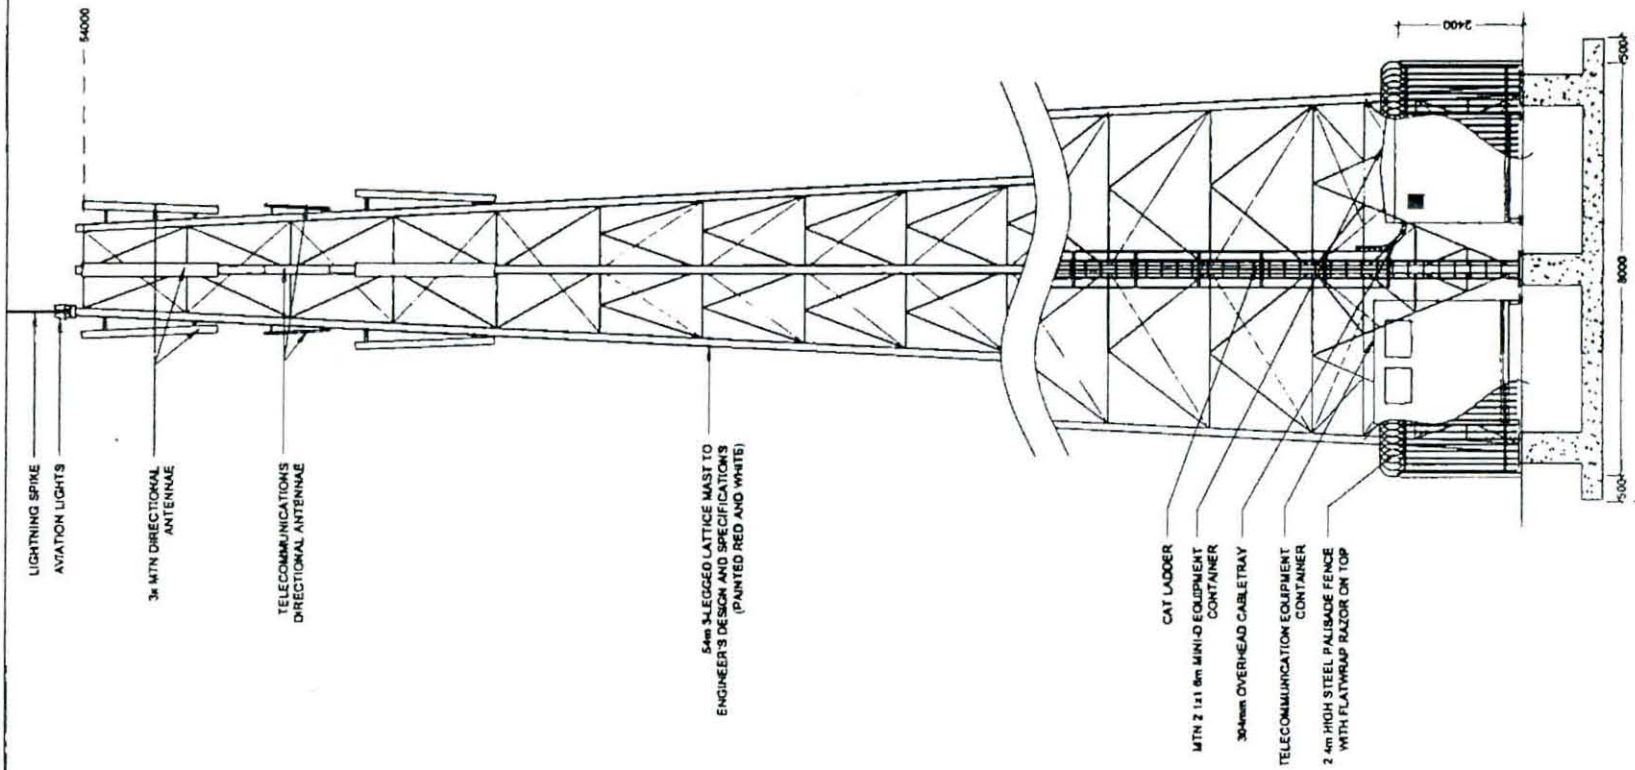 54000
LIGHTNING SPIKE
AVIATION LIGHTS
3x MTN DIRECTIONAL
ANTENNAE
TELECOMMUNICATIONS
DIRECTIONAL ANTENNAE
54m 3-LEGGED LATTICE MAST TO
ENGINEER'S DESIGN AND SPECIFICATIONS
(PAINTED RED AND WHITE)
CAT LADDER
MTN 2.1x1.6m MINI-D EQUIPMENT
CONTAINER
304mm OVERHEAD CABLETRAY
TELECOMMUNICATION EQUIPMENT
CONTAINER
2.4m HIGH STEEL PALISADE FENCE
WITH FLATWRAP RAZOR ON TOP
2400
500
8000
500